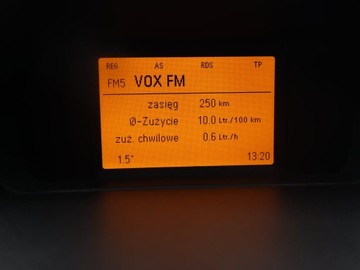 REG AS RDS TP
FM5 VOX FM
zasięg 250 km
Ø-Zużycie 10.0 Ltr./100 km
zuż. chwilowe 0.6 Ltr./h
1.5° 13:20